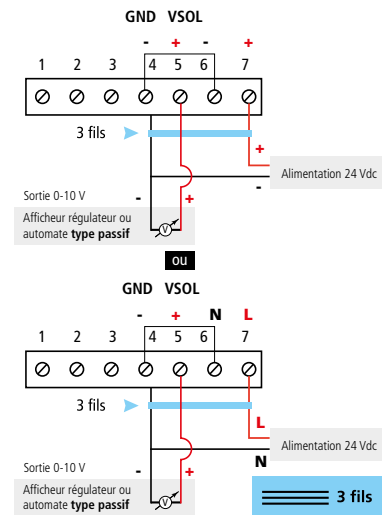 GND VSOL
- + - +
1 2 3 4 5 6 7
3 fils
+
Alimentation 24 Vdc
-
Sortie 0-10 V
- +
Afficheur régulateur ou
automate type passif
V
ou
GND VSOL
- + N L
1 2 3 4 5 6 7
3 fils
L
Alimentation 24 Vdc
N
Sortie 0-10 V
- +
Afficheur régulateur ou
automate type passif
V
3 fils